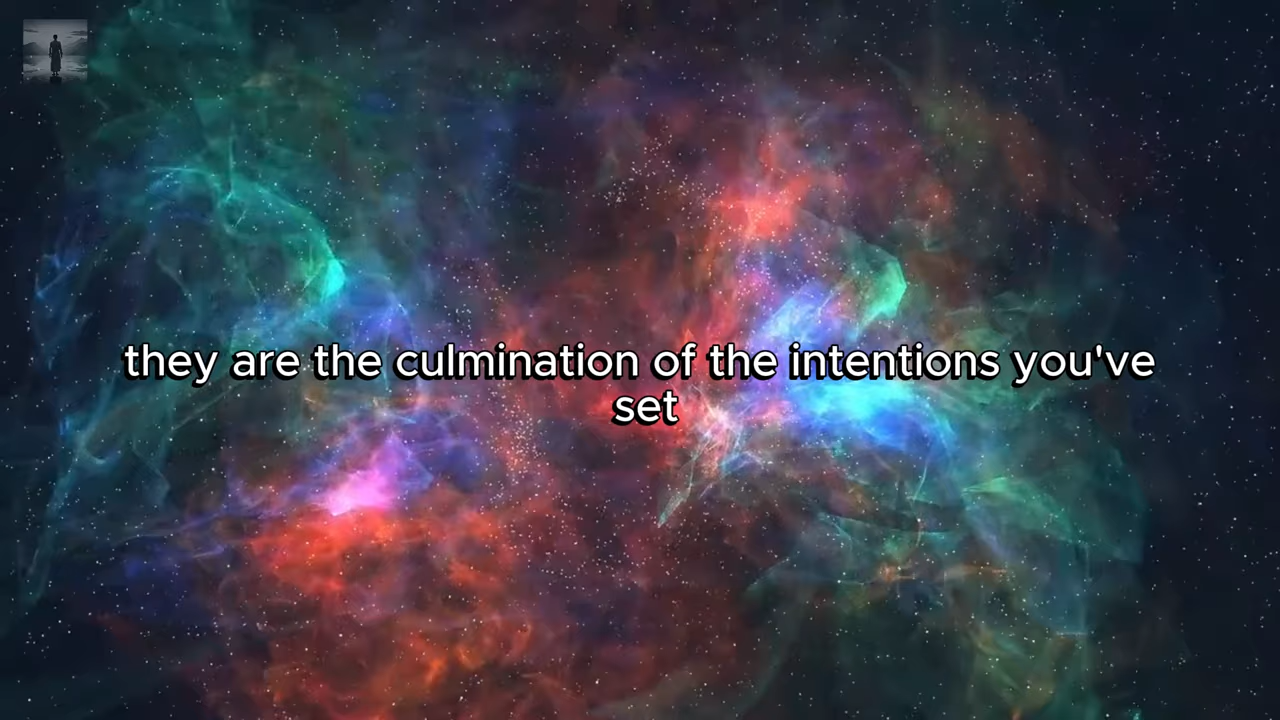 they are the culmination of the intentions you've
set